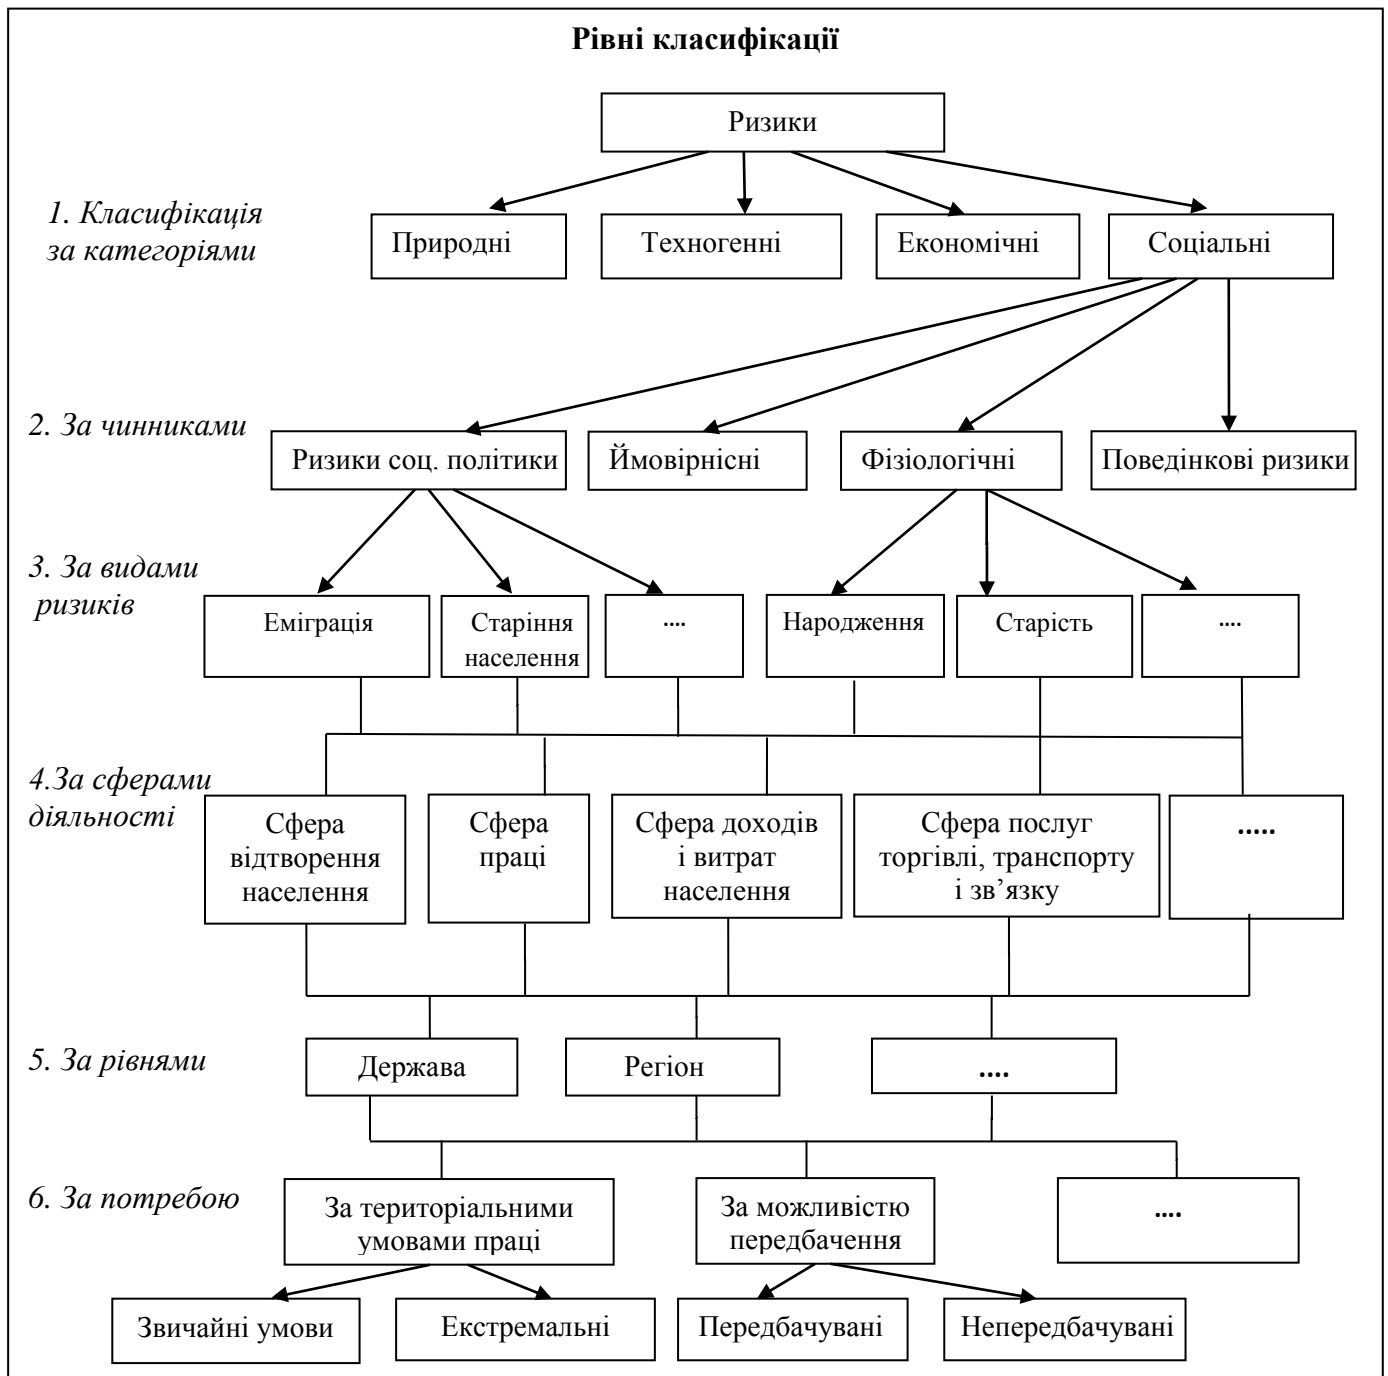 Рівні класифікації
Ризики
1. Класифікація
за категоріями
Природні
Техногенні
Економічні
Соціальні
2. За чинниками
Ризики соц. політики
Ймовірнісні
Фізіологічні
Поведінкові ризики
3. За видами
ризиків
Еміграція
Старіння
населення
....
Народження
Старість
....
4.За сферами
діяльності
Сфера
відтворення
населення
Сфера
праці
Сфера доходів
і витрат
населення
Сфера послуг
торгівлі, транспорту
і зв’язку
.....
5. За рівнями
Держава
Регіон
....
6. За потребою
За територіальними
умовами праці
За можливістю
передбачення
....
Звичайні умови
Екстремальні
Передбачувані
Непередбачувані